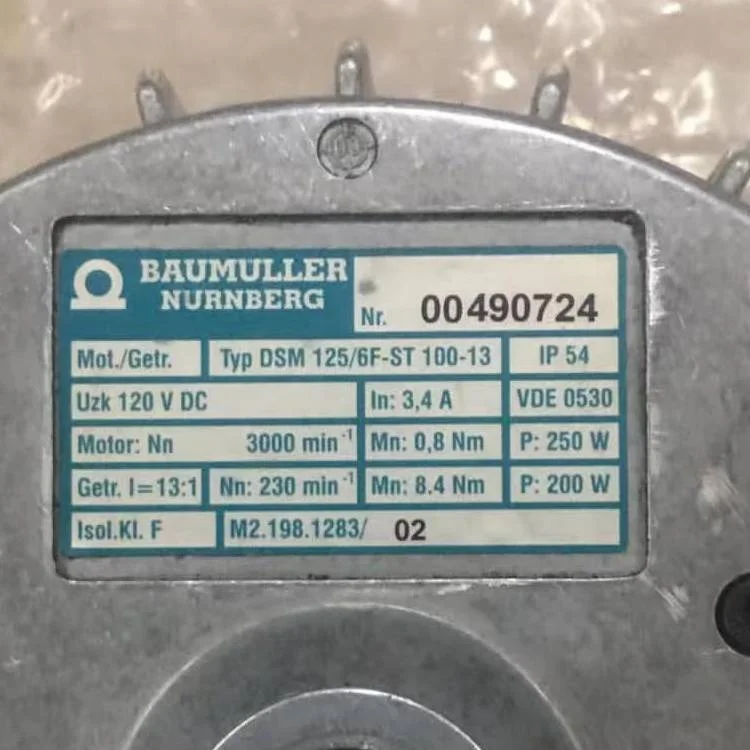 BAUMULLER
NURNBERG
Nr. 00490724
Mot./Getr. Typ DSM 125/6F-ST 100-13 IP 54
Uzk 120 V DC In: 3,4 A VDE 0530
Motor: Nn 3000 min⁻¹ Mn: 0,8 Nm P: 250 W
Getr. I=13:1 Nn: 230 min⁻¹ Mn: 8.4 Nm P: 200 W
Isol.Kl. F M2.198.1283/ 02